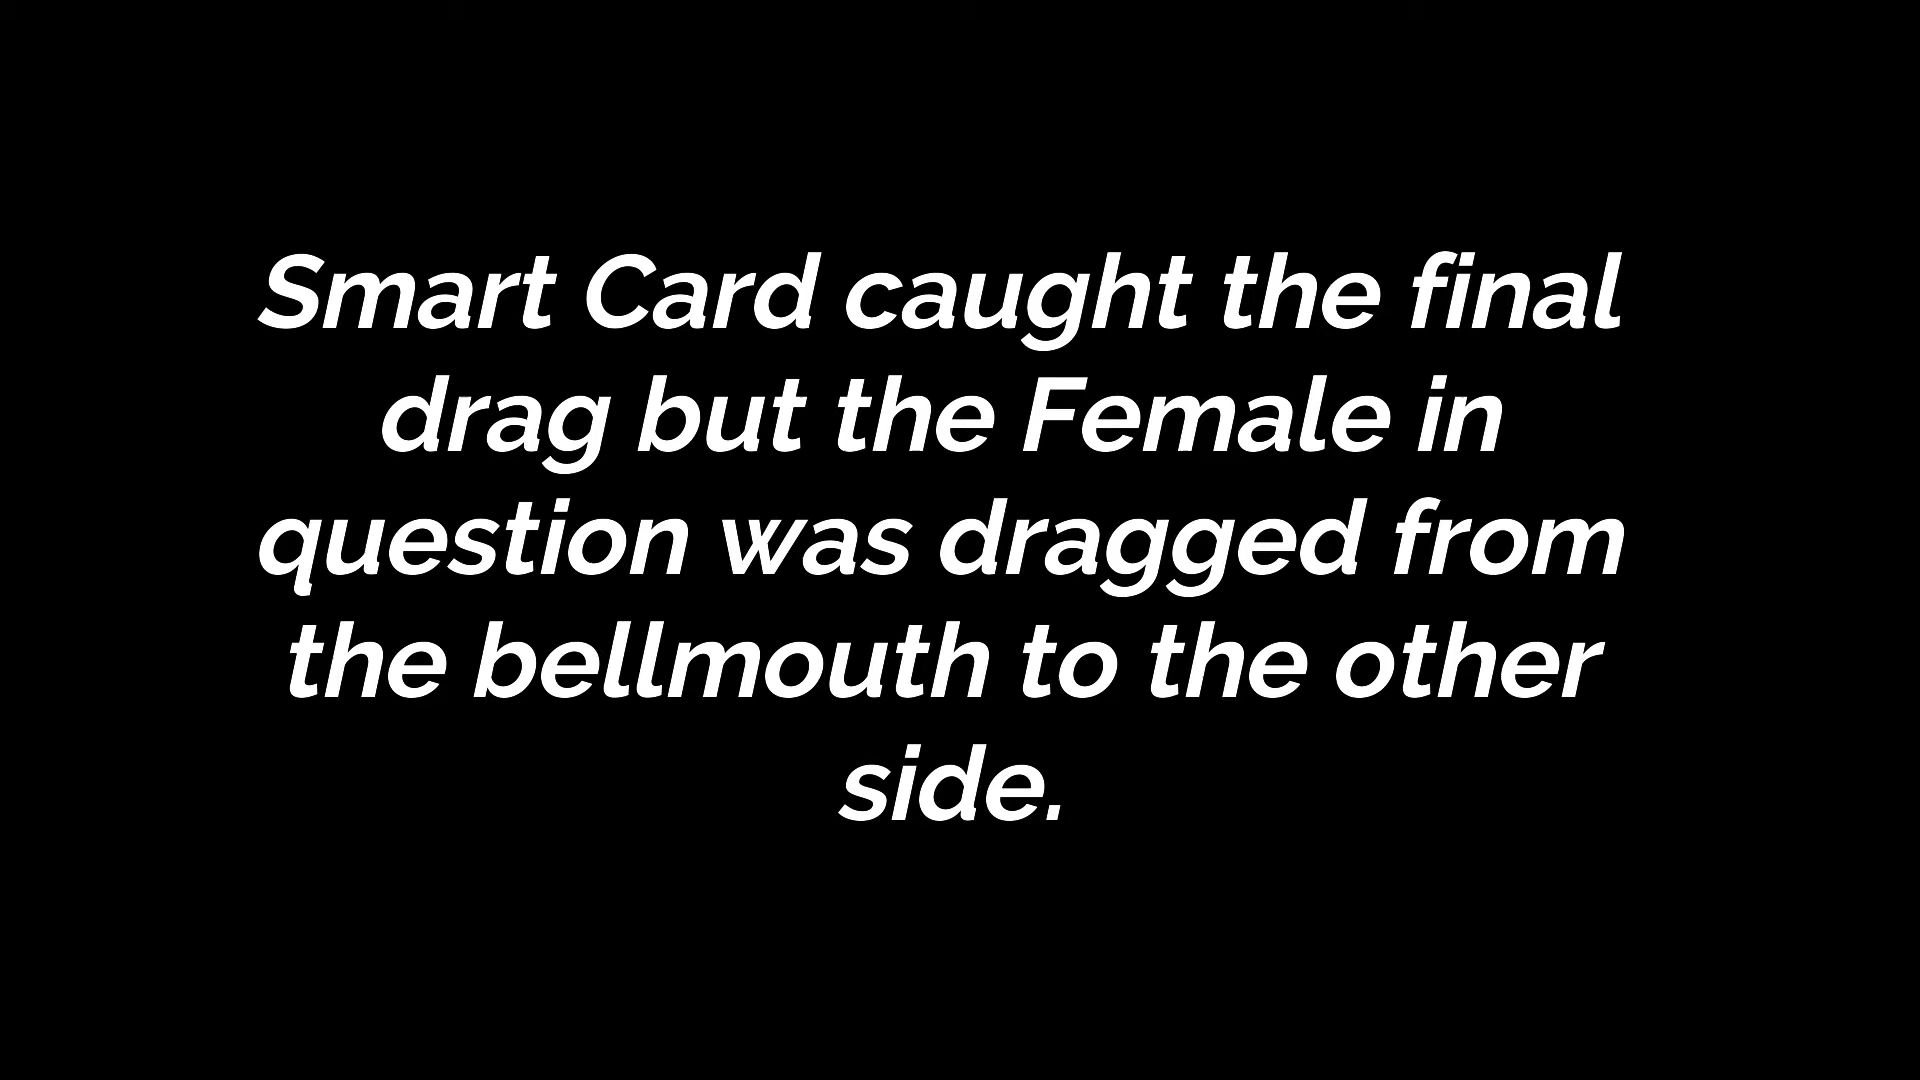 Smart Card caught the final
drag but the Female in
question was dragged from
the bellmouth to the other
side.